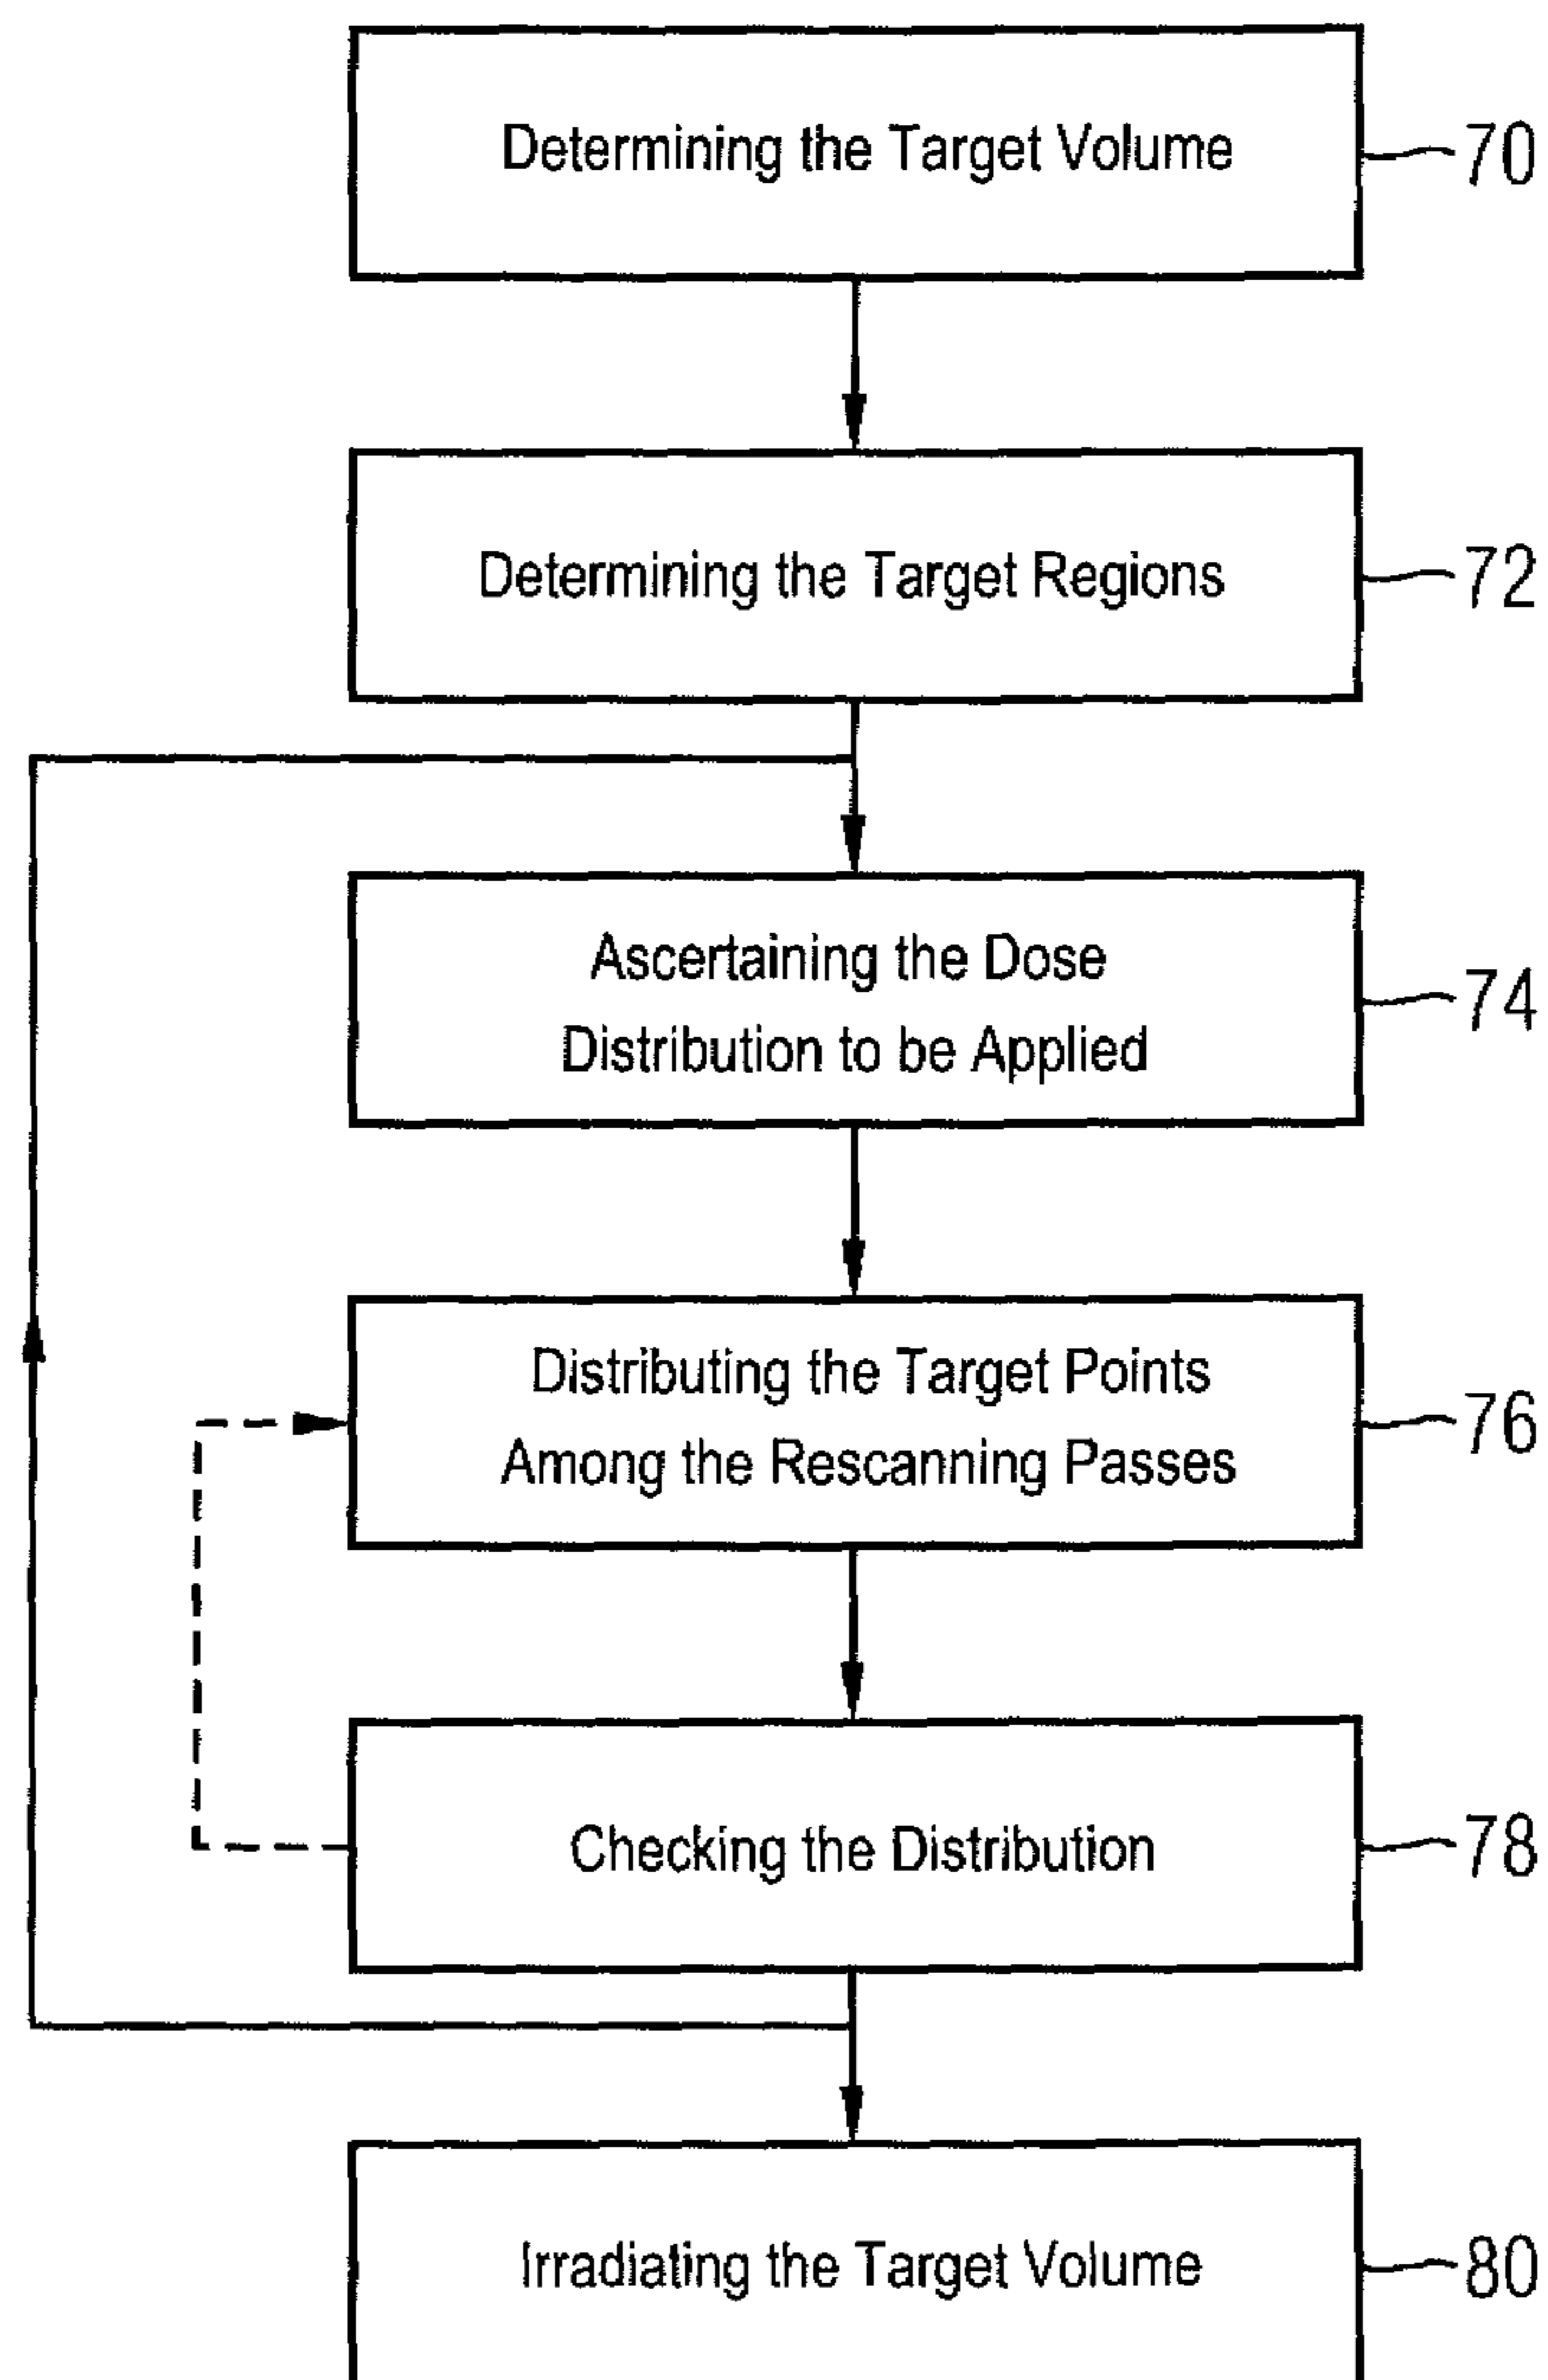 Determining the Target Volume
70
Determining the Target Regions
72
Ascertaining the Dose
Distribution to be Applied
74
Distributing the Target Points
Among the Rescanning Passes
76
Checking the Distribution
78
Irradiating the Target Volume
80